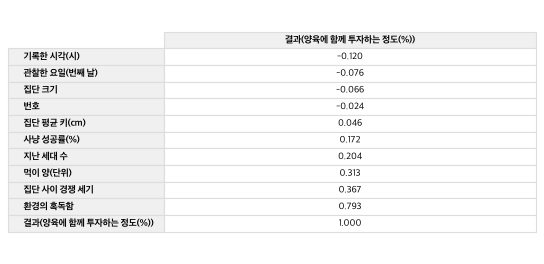 결과(양육에 함께 투자하는 정도(%))
기록한 시각(시) -0.120
관찰한 요일(번째 날) -0.076
집단 크기 -0.066
번호 -0.024
집단 평균 키(cm) 0.046
사냥 성공률(%) 0.172
지난 세대 수 0.204
먹이 양(단위) 0.313
집단 사이 경쟁 세기 0.367
환경의 혹독함 0.793
결과(양육에 함께 투자하는 정도(%)) 1.000